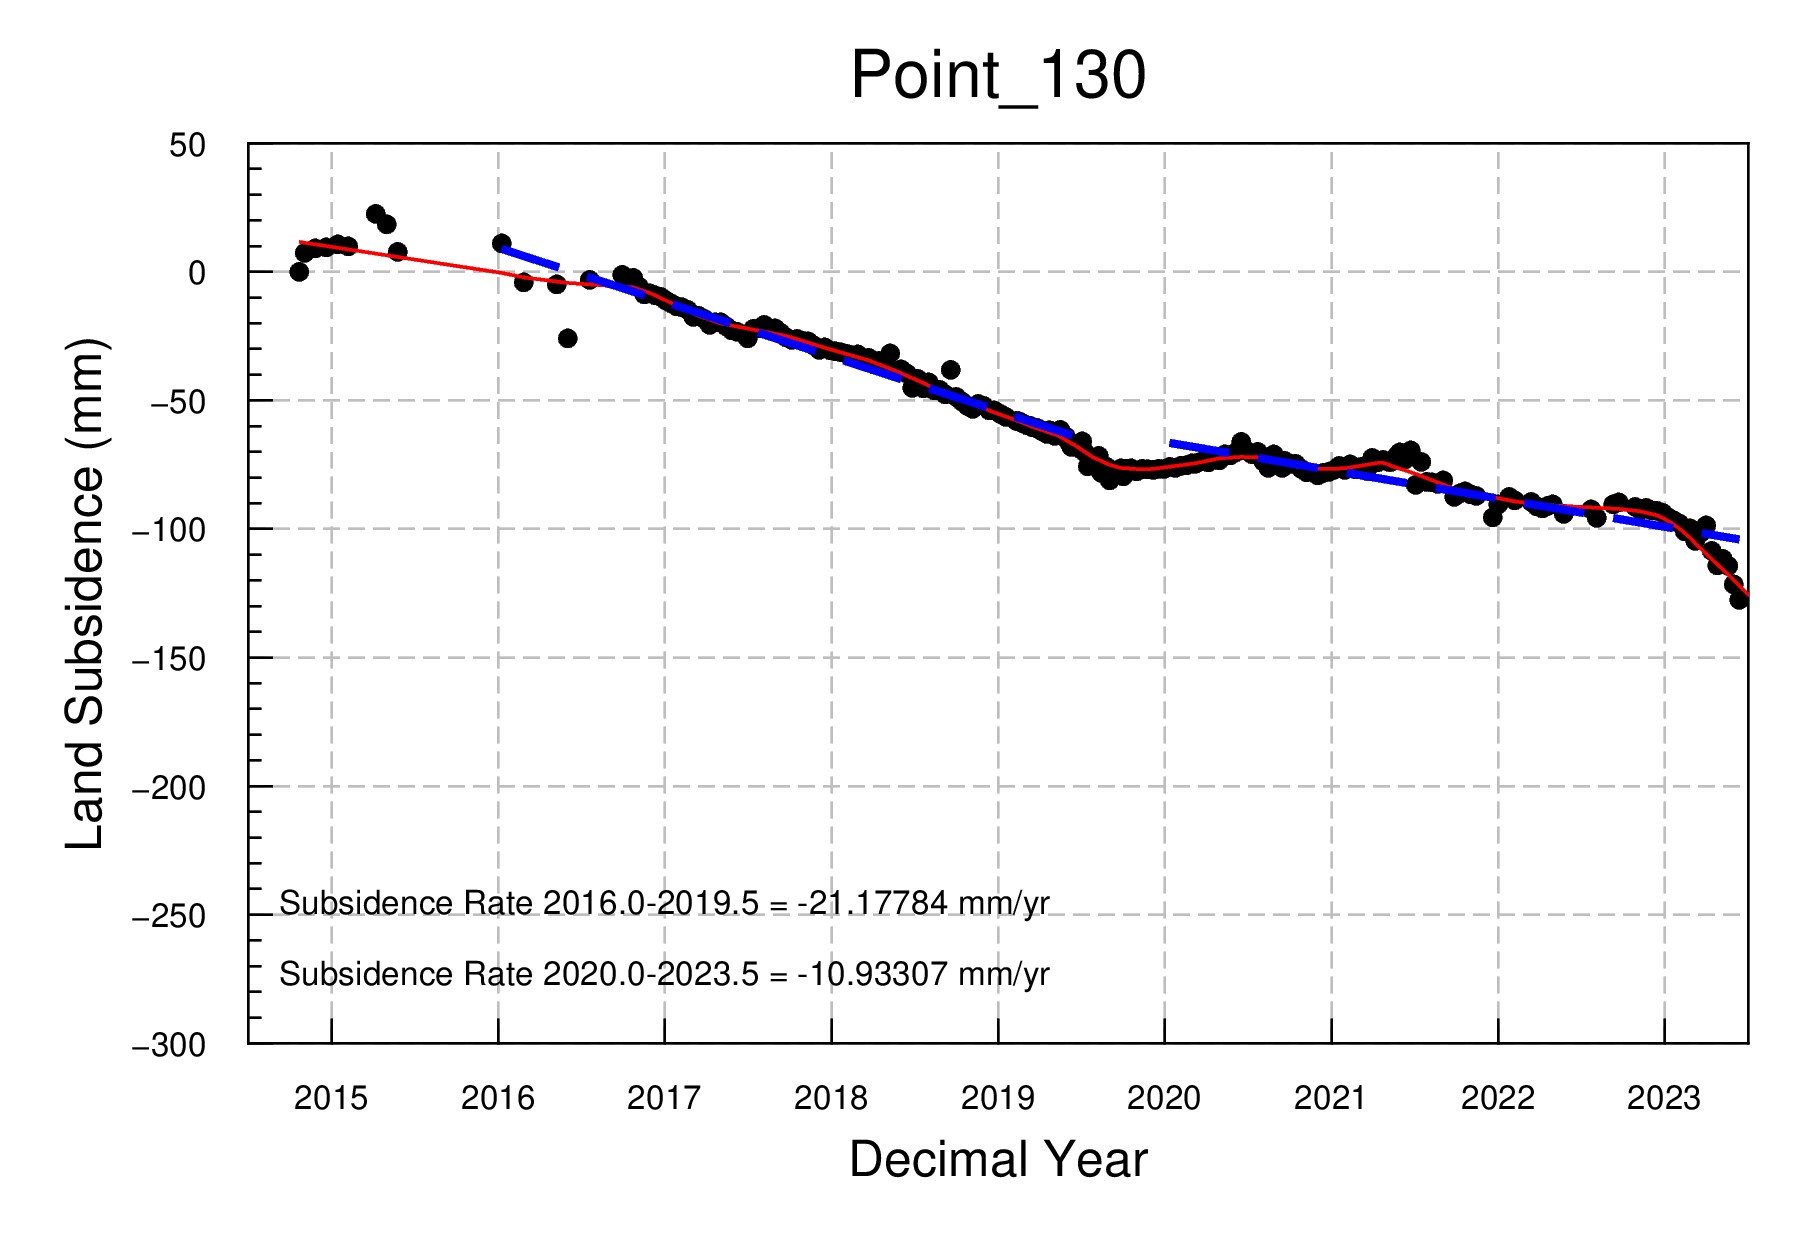 Point_130
50
0
−50
−100
−150
−200
−250
−300
Land Subsidence (mm)
Subsidence Rate 2016.0-2019.5 = -21.17784 mm/yr
Subsidence Rate 2020.0-2023.5 = -10.93307 mm/yr
2015 2016 2017 2018 2019 2020 2021 2022 2023
Decimal Year